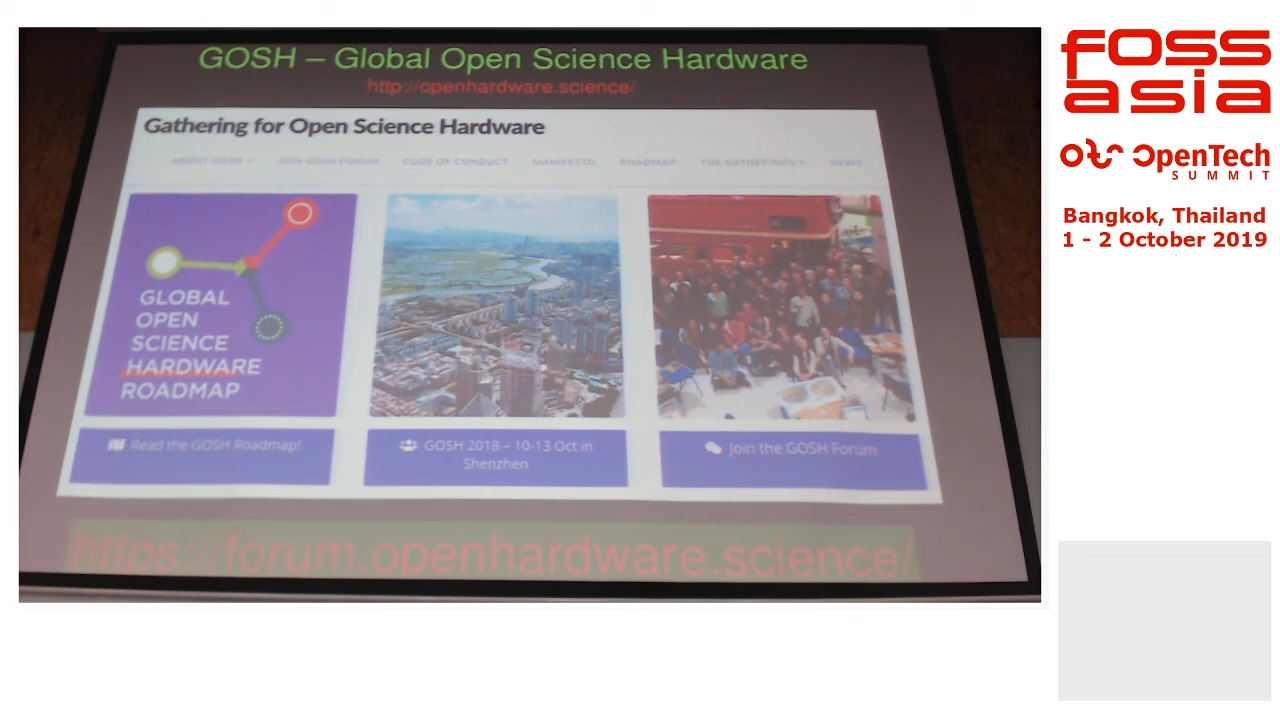 GOSH – Global Open Science Hardware
http://openhardware.science/
Gathering for Open Science Hardware
ABOUT GOSH
JOIN GOSH FORUM
CODE OF CONDUCT
MANIFESTO
ROADMAP
THE GATHERINGS
NEWS
GLOBAL
OPEN
SCIENCE
HARDWARE
ROADMAP
Read the GOSH Roadmap!
GOSH 2018 – 10-13 Oct in
Shenzhen
Join the GOSH Forum
https://forum.openhardware.science/
FOSS
asia
OpenTech
SUMMIT
Bangkok, Thailand
1 - 2 October 2019